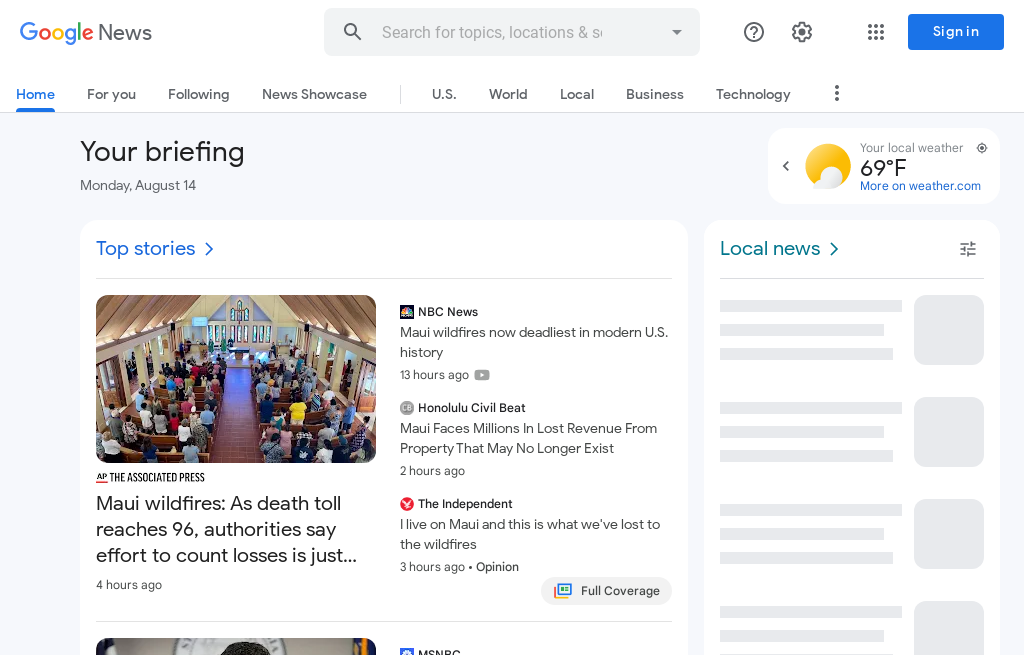 Google News
Search for topics, locations & so
Sign in
Home
For you
Following
News Showcase
U.S.
World
Local
Business
Technology
Your briefing
Monday, August 14
Your local weather
69°F
More on weather.com
Top stories
THE ASSOCIATED PRESS
AP
Maui wildfires: As death toll
reaches 96, authorities say
effort to count losses is just...
4 hours ago
NBC News
Maui wildfires now deadliest in modern U.S.
history
13 hours ago
CB
Honolulu Civil Beat
Maui Faces Millions In Lost Revenue From
Property That May No Longer Exist
2 hours ago
The Independent
I live on Maui and this is what we've lost to
the wildfires
3 hours ago • Opinion
Full Coverage
MSNBC
Local news